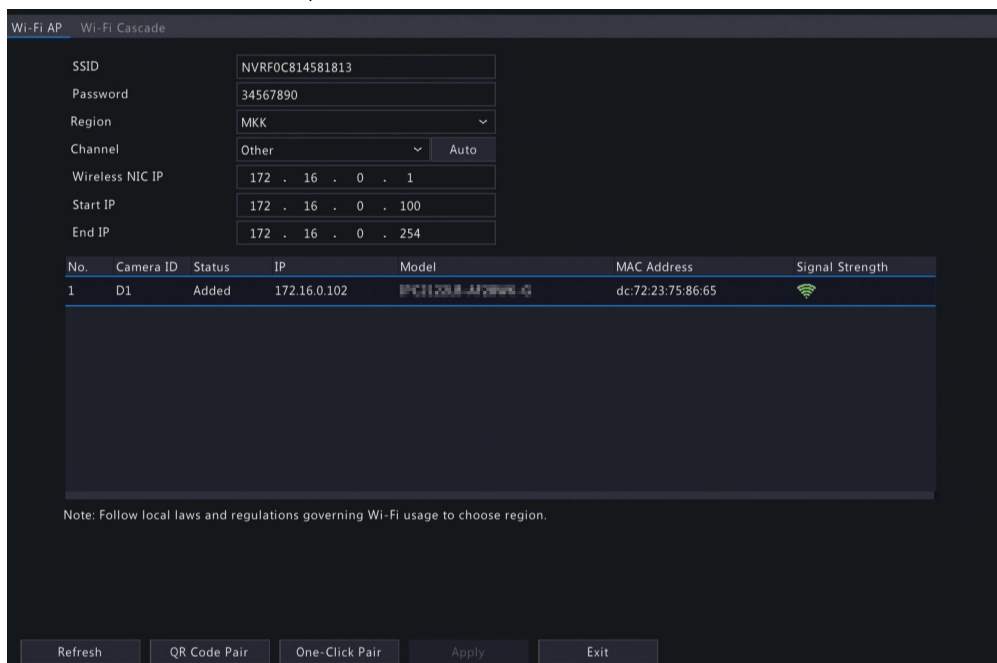 Wi-Fi AP Wi-Fi Cascade
SSID NVRF0C814581813
Password 34567890
Region MKK
Channel Other Auto
Wireless NIC IP 172 . 16 . 0 . 1
Start IP 172 . 16 . 0 . 100
End IP 172 . 16 . 0 . 254
No. Camera ID Status IP Model MAC Address Signal Strength
1 D1 Added 172.16.0.102 dc:72:23:75:86:65
Note: Follow local laws and regulations governing Wi-Fi usage to choose region.
Refresh QR Code Pair One-Click Pair Apply Exit